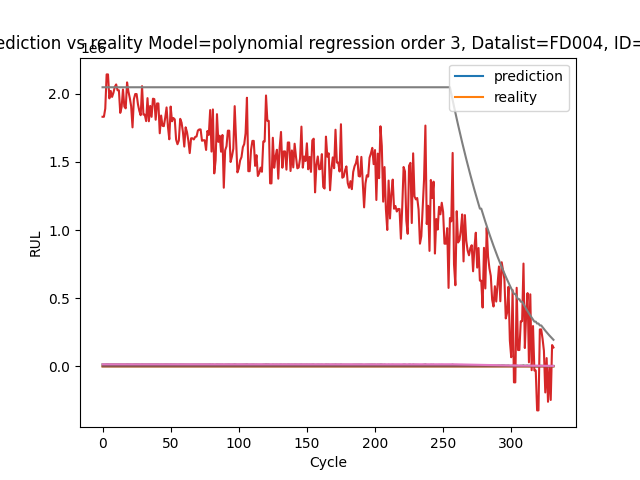 ediction vs reality Model=polynomial regression order 3, Datalist=FD004, ID=
1e6
prediction
reality
2.0
1.5
1.0
0.5
0.0
RUL
0 50 100 150 200 250 300
Cycle